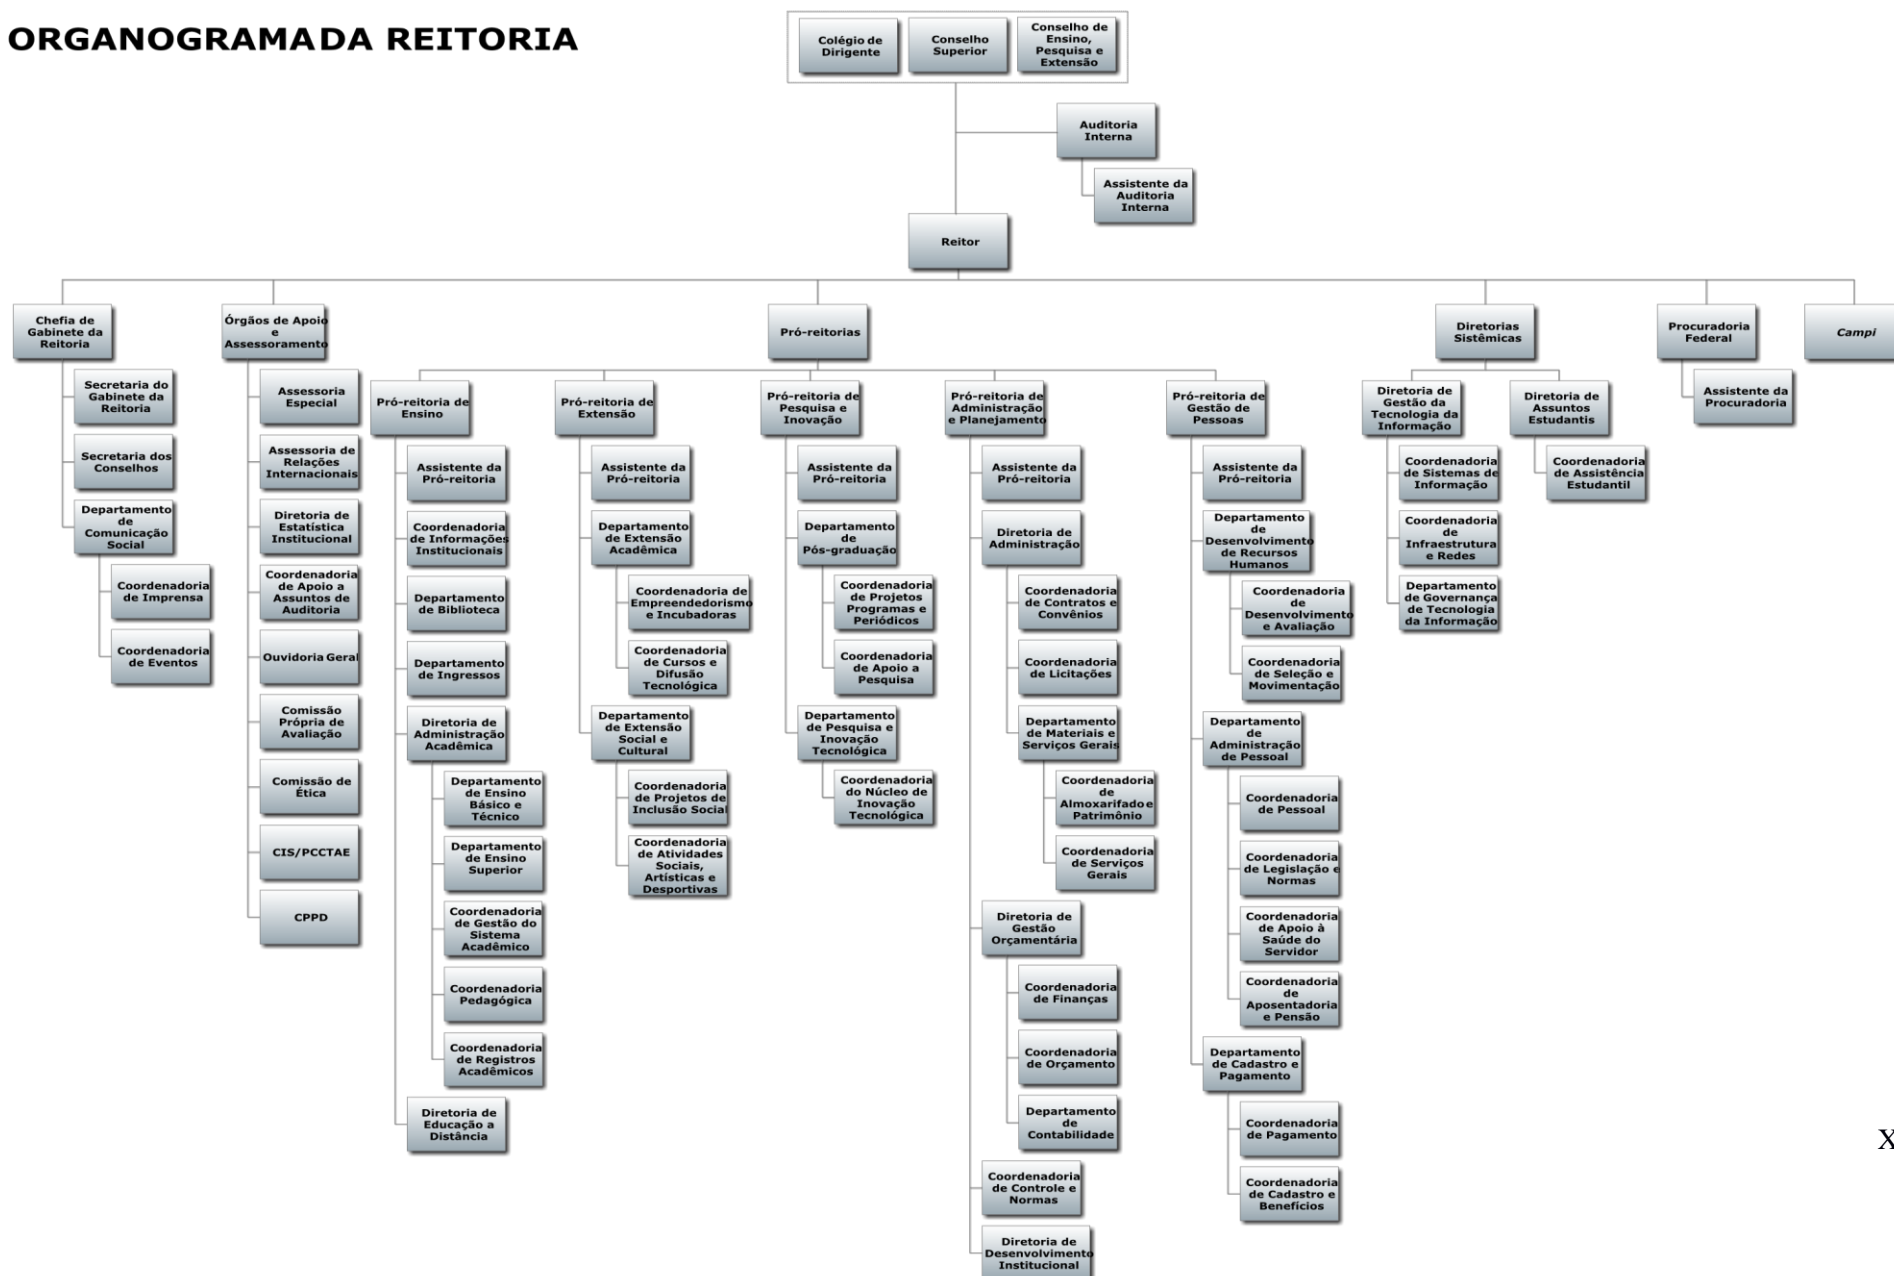 ORGANOGRAMA DA REITORIA
Colégio de
Dirigente
Conselho
Superior
Conselho de
Ensino,
Pesquisa e
Extensão
Auditoria
Interna
Assistente da
Auditoria
Interna
Reitor
Chefia de
Gabinete da
Reitoria
Secretaria do
Gabinete da
Reitoria
Secretaria dos
Conselhos
Departamento
de
Comunicação
Social
Coordenadoria
de Imprensa
Coordenadoria
de Eventos
Órgãos de Apoio
e
Assessoramento
Assessoria
Especial
Assessoria de
Relações
Internacionais
Diretoria de
Estatística
Institucional
Coordenadoria
de Apoio a
Assuntos de
Auditoria
Ouvidoria Geral
Comissão
Própria de
Avaliação
Comissão de
Ética
CIS/PCCTAE
CPPD
Pró-reitorias
Pró-reitoria de
Ensino
Assistente da
Pró-reitoria
Coordenadoria
de Informações
Institucionais
Departamento
de Biblioteca
Departamento
de Ingressos
Diretoria de
Administração
Acadêmica
Departamento
de Ensino
Básico e
Técnico
Departamento
de Ensino
Superior
Coordenadoria
de Gestão do
Sistema
Acadêmico
Coordenadoria
Pedagógica
Coordenadoria
de Registros
Acadêmicos
Diretoria de
Educação a
Distância
Pró-reitoria de
Extensão
Assistente da
Pró-reitoria
Departamento
de Extensão
Acadêmica
Coordenadoria de
Empreendedorismo
e Incubadoras
Coordenadoria
de Cursos e
Difusão
Tecnológica
Departamento
de Extensão
Social e
Cultural
Coordenadoria
de Projetos de
Inclusão Social
Coordenadoria
de Atividades
Sociais,
Artísticas e
Desportivas
Pró-reitoria de
Pesquisa e
Inovação
Assistente da
Pró-reitoria
Departamento
de
Pós-graduação
Coordenadoria
de Projetos
Programas e
Periódicos
Coordenadoria
de Apoio a
Pesquisa
Departamento
de Pesquisa e
Inovação
Tecnológica
Coordenadoria
do Núcleo de
Inovação
Tecnológica
Pró-reitoria de
Administração
e Planejamento
Assistente da
Pró-reitoria
Diretoria de
Administração
Coordenadoria
de Contratos e
Convênios
Coordenadoria
de Licitações
Departamento
de Materiais e
Serviços Gerais
Coordenadoria
de
Almoxarifado e
Patrimônio
Coordenadoria
de Serviços
Gerais
Diretoria de
Gestão
Orçamentária
Coordenadoria
de Finanças
Coordenadoria
de Orçamento
Departamento
de
Contabilidade
Coordenadoria
de Controle e
Normas
Diretoria de
Desenvolvimento
Institucional
Pró-reitoria de
Gestão de
Pessoas
Assistente da
Pró-reitoria
Departamento
de
Desenvolvimento
de Recursos
Humanos
Coordenadoria
de
Desenvolvimento
e Avaliação
Coordenadoria
de Seleção e
Movimentação
Departamento
de
Administração
de Pessoal
Coordenadoria
de Pessoal
Coordenadoria
de Legislação e
Normas
Coordenadoria
de Apoio à
Saúde do
Servidor
Coordenadoria
de
Aposentadoria
e Pensão
Departamento
de Cadastro e
Pagamento
Coordenadoria
de Pagamento
Coordenadoria
de Cadastro e
Benefícios
Diretorias
Sistêmicas
Diretoria de
Gestão da
Tecnologia da
Informação
Coordenadoria
de Sistemas de
Informação
Coordenadoria
de
Infraestrutura
e Redes
Departamento
de Governança
de Tecnologia
da Informação
Diretoria de
Assuntos
Estudantis
Coordenadoria
de Assistência
Estudantil
Procuradoria
Federal
Assistente da
Procuradoria
Campi
X